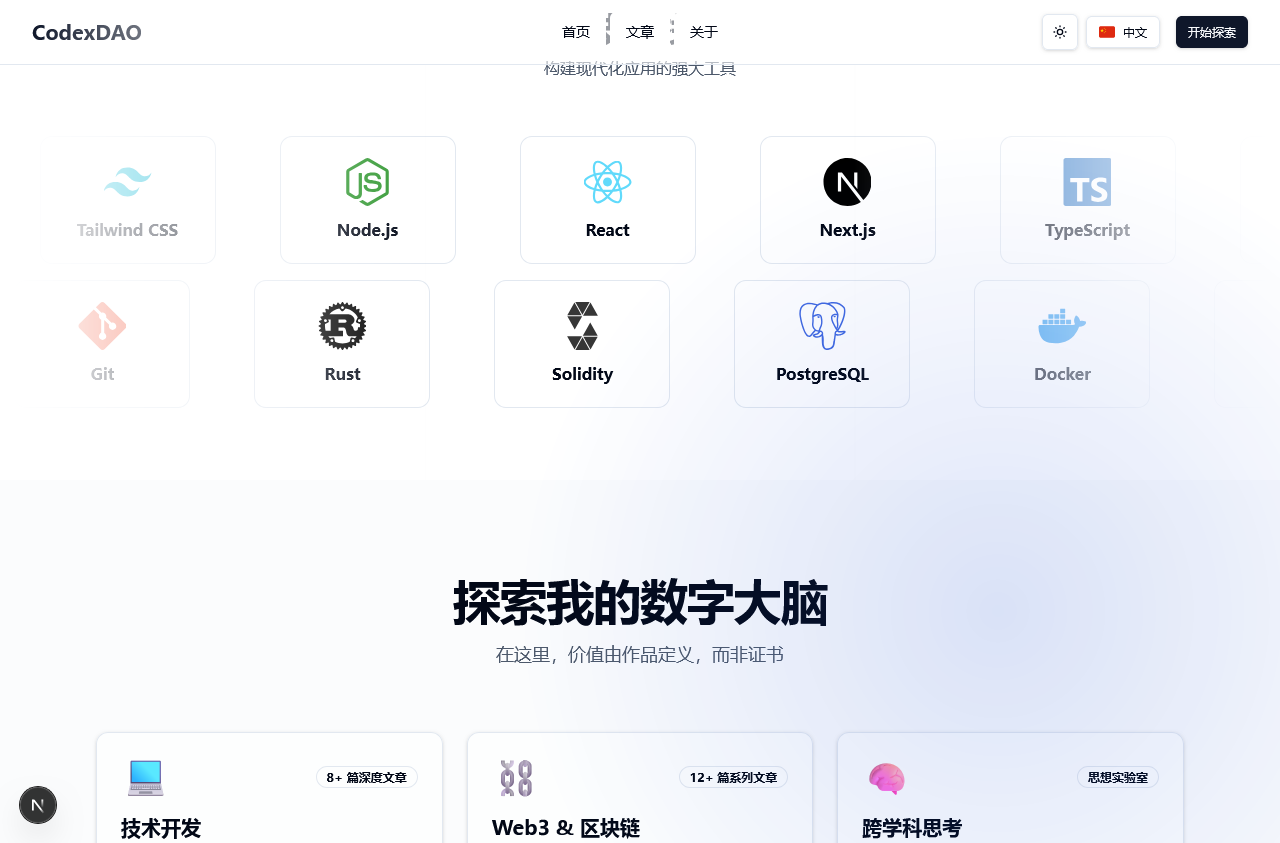 CodexDAO
首页
文章
关于
中文
开始探索
构建现代化应用的强大工具
Tailwind CSS
JS
Node.js
React
N
Next.js
TS
TypeScript
Git
R
Rust
Solidity
PostgreSQL
Docker
探索我的数字大脑
在这里，价值由作品定义，而非证书
8+ 篇深度文章
技术开发
12+ 篇系列文章
Web3 & 区块链
思想实验室
跨学科思考
N